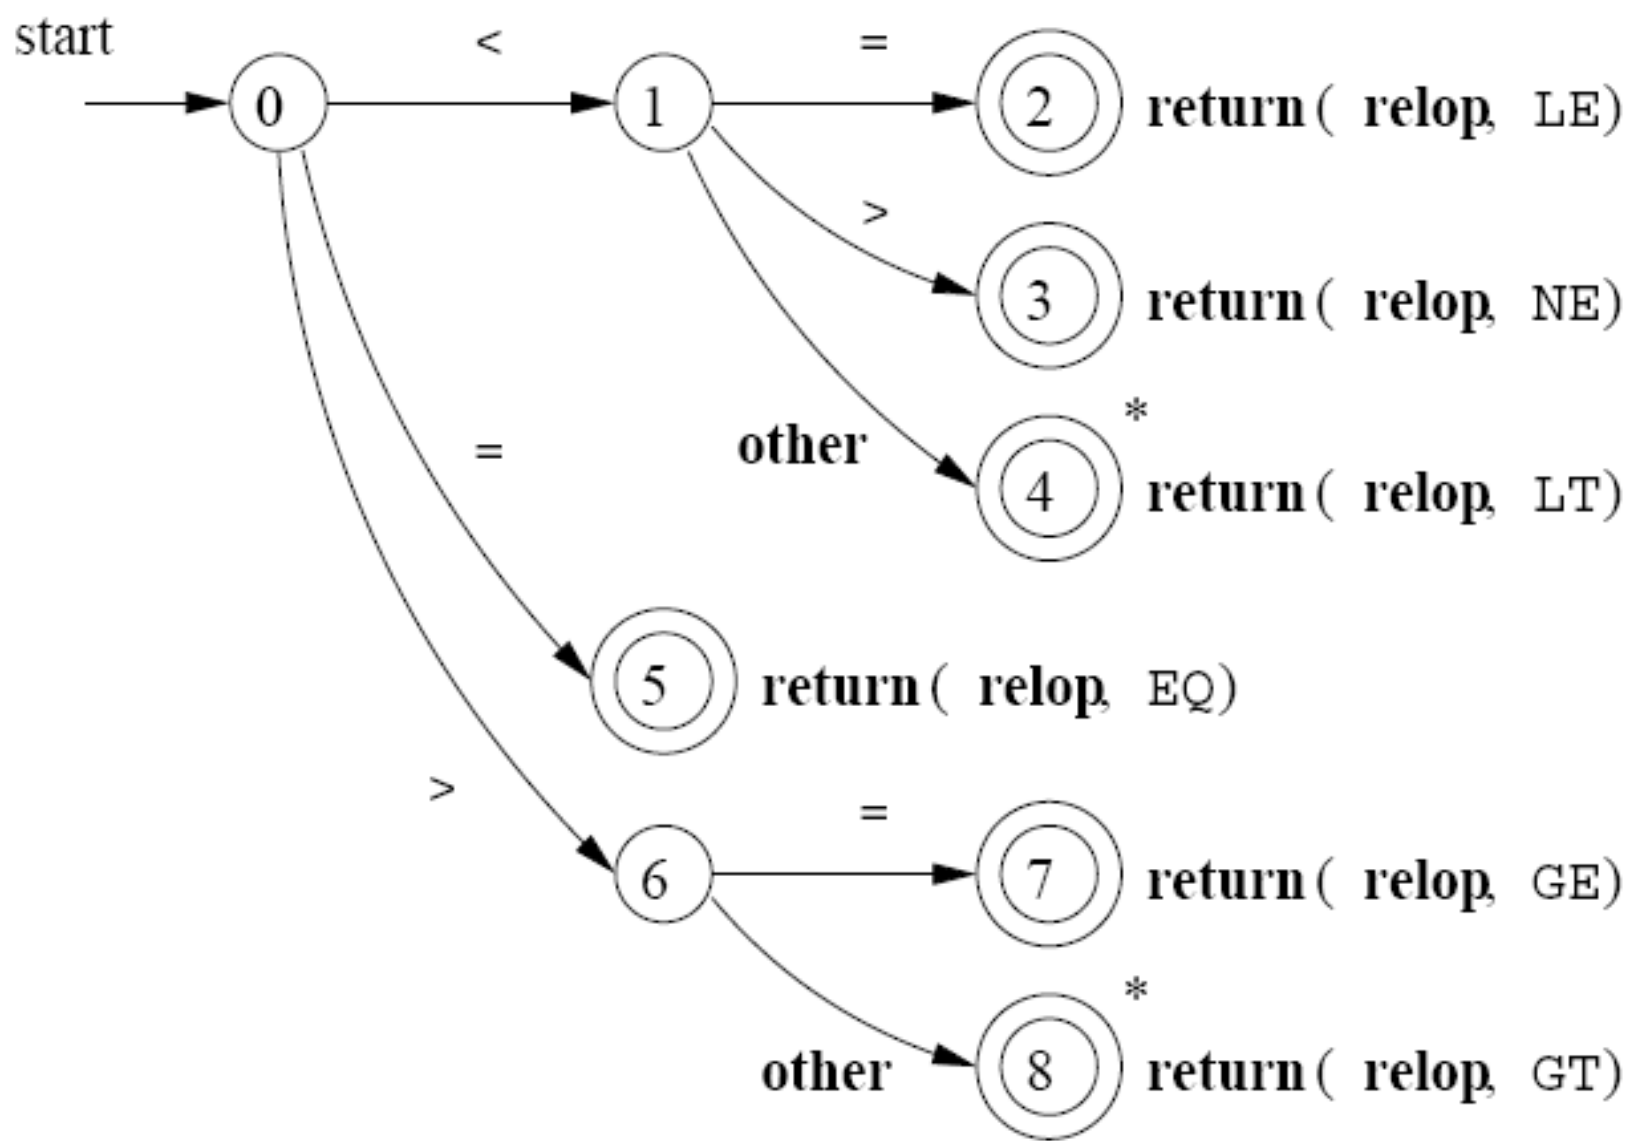 start
< =
0 1 2 return( relop, LE)
>
3 return( relop, NE)
*
other
= 4 return( relop, LT)
5 return( relop, EQ)
> =
6 7 return( relop, GE)
*
other 8 return( relop, GT)